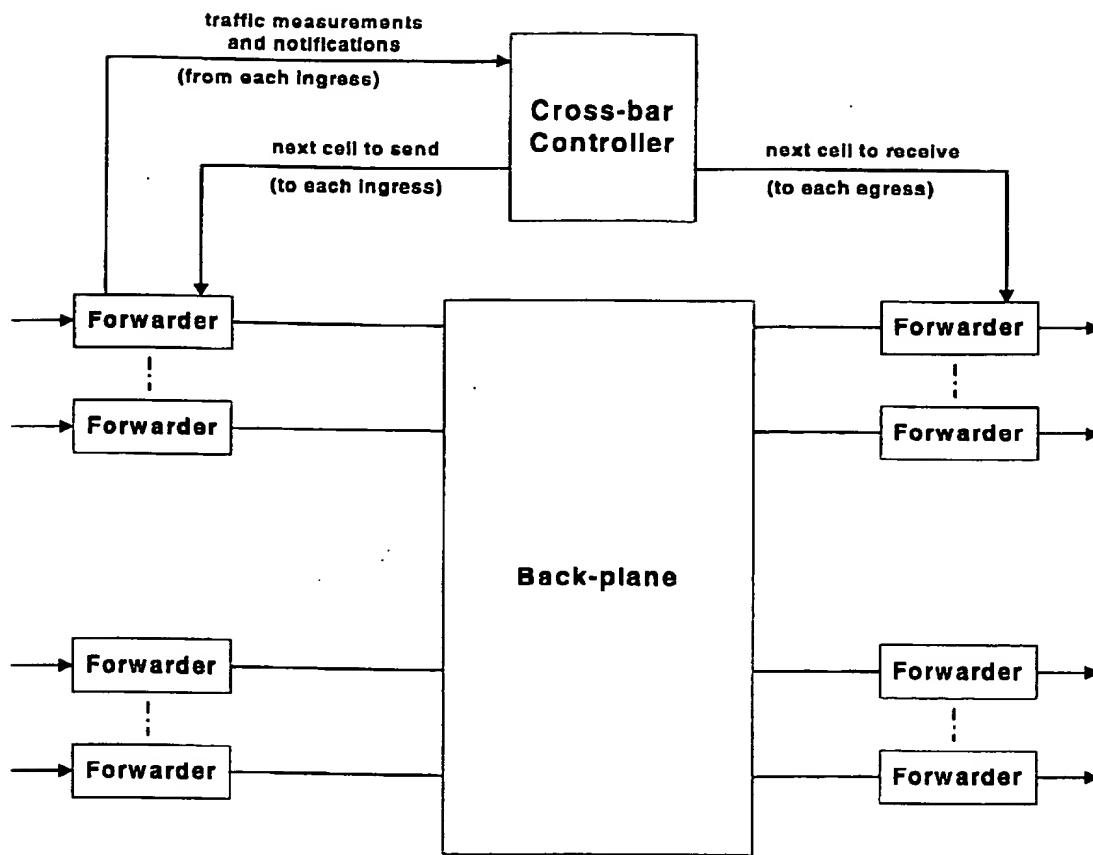 traffic measurements
and notifications
(from each ingress)
Cross-bar
Controller
next cell to send
(to each ingress)
next cell to receive
(to each egress)
Forwarder
Forwarder
Forwarder
Forwarder
Back-plane
Forwarder
Forwarder
Forwarder
Forwarder